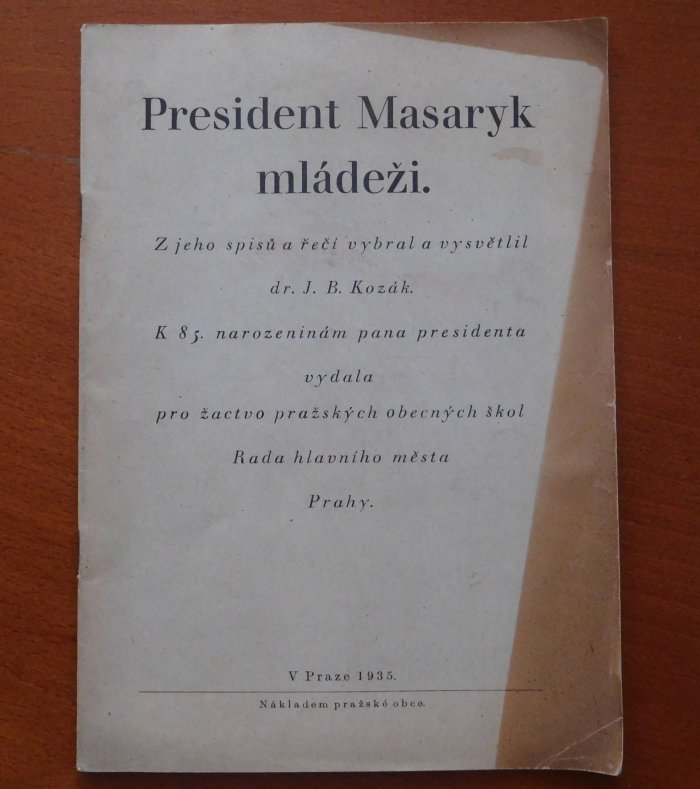 President Masaryk
mládeži.
Z jeho spisů a řečí vybral a vysvětlil
dr. J. B. Kozák.
K 85. narozeninám pana presidenta
vydala
pro žactvo pražských obecných škol
Rada hlavního města
Prahy.
V Praze 1935.
Nákladem pražské obce.